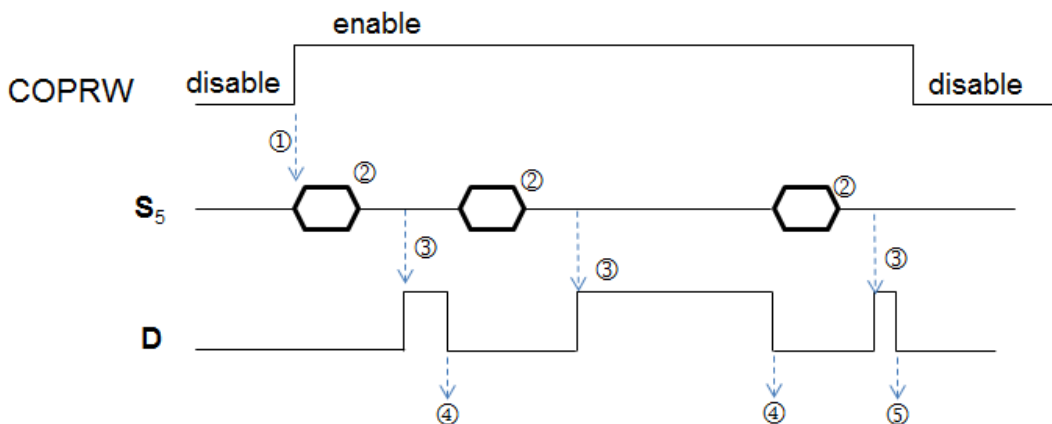 enable
disable
COPRW
disable
①
②
②
②
S₅
③
③
③
D
④
④
⑤